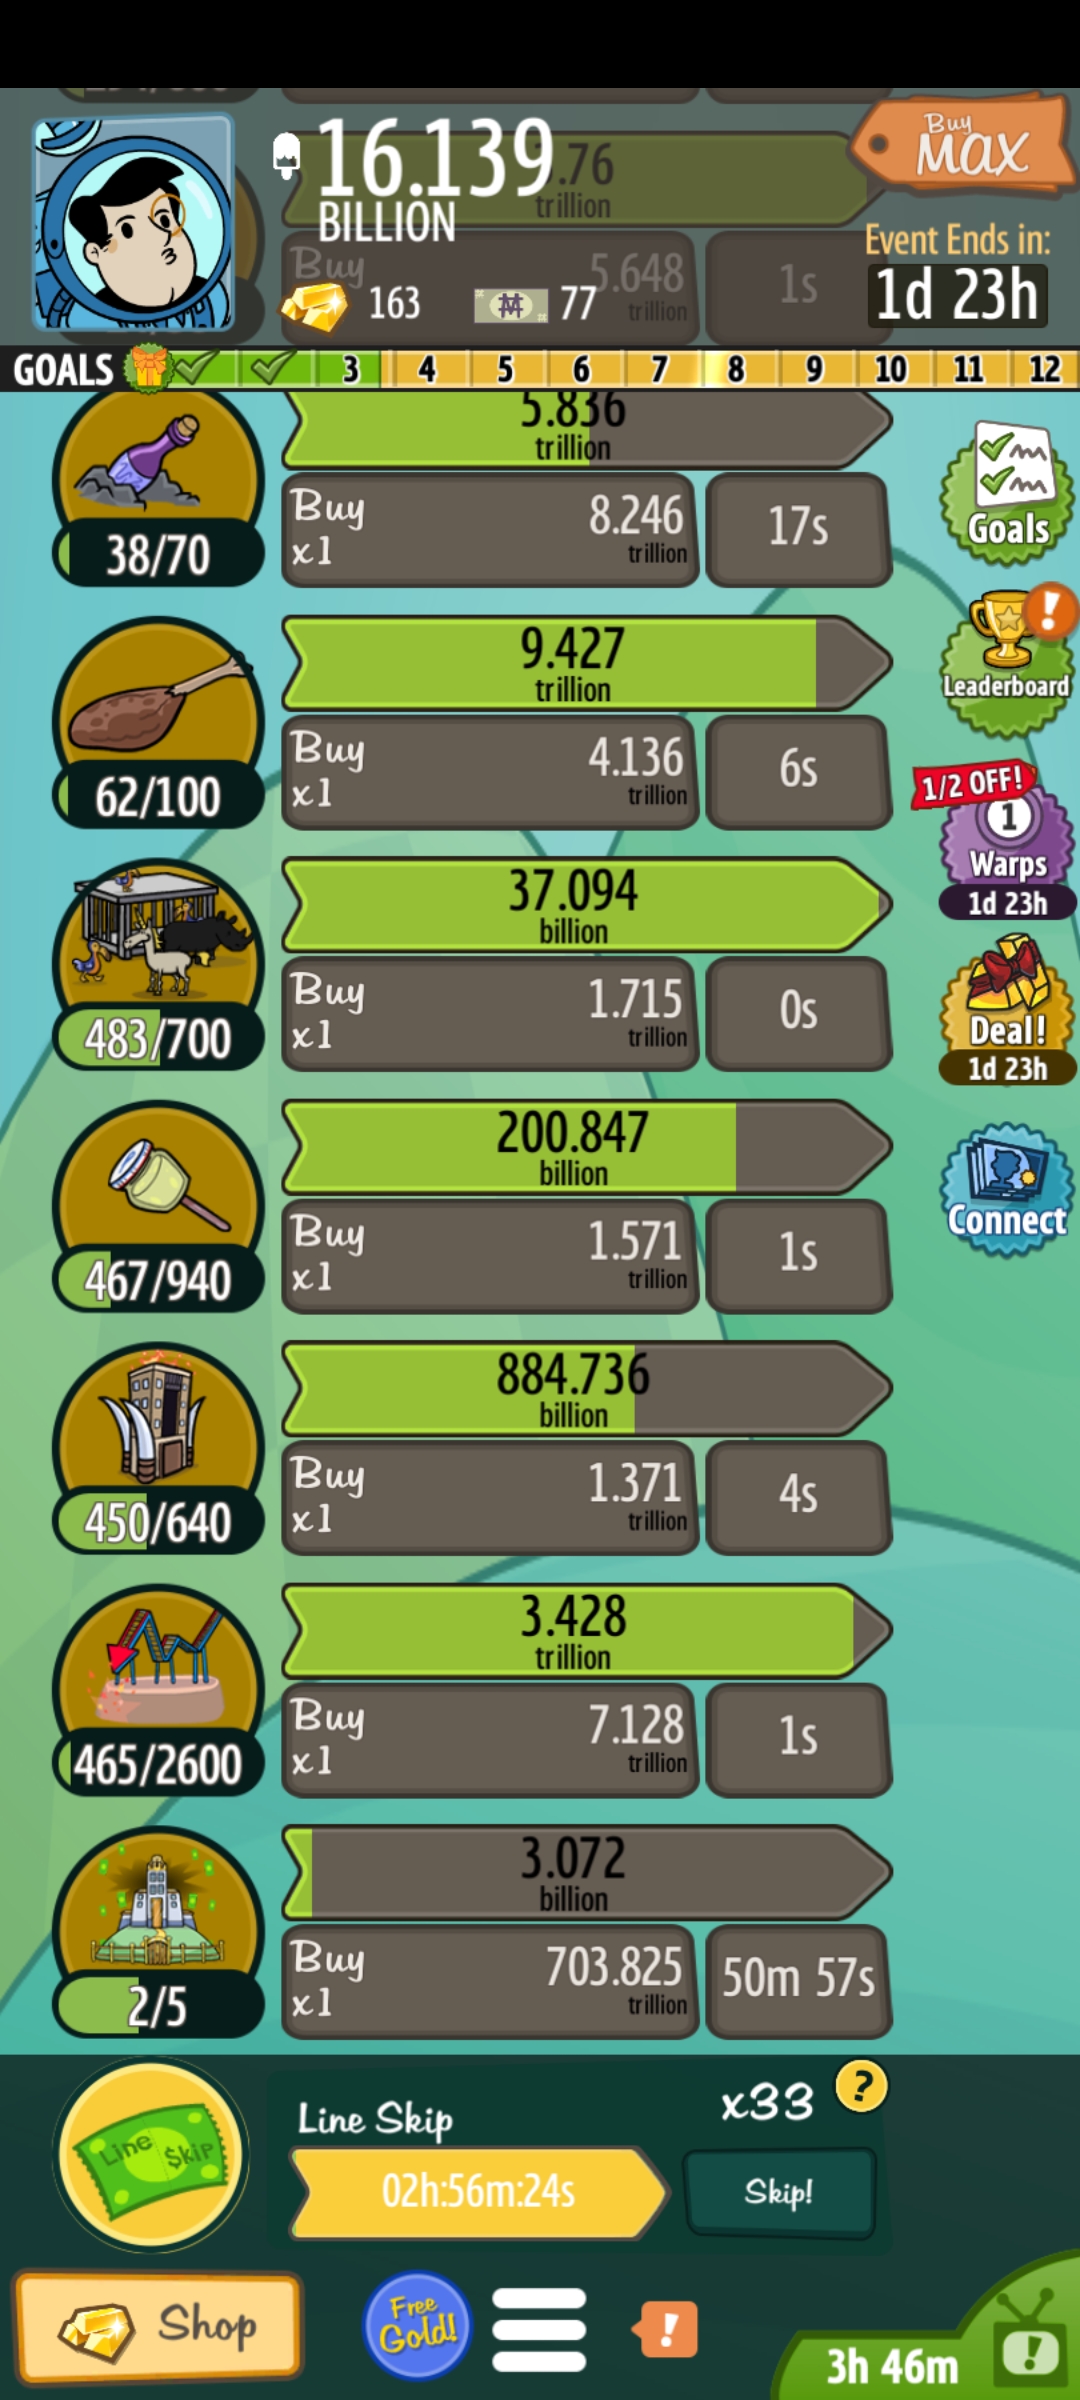 16.139
BILLION
.76
trillion
Buy
MAX
Buy
5.648
trillion
1s
163
77
Event Ends in:
1d 23h
GOALS
3
4
5
6
7
8
9
10
11
12
5.836
trillion
38/70
Buy
x1
8.246
trillion
17s
Goals
9.427
trillion
62/100
Buy
x1
4.136
trillion
6s
Leaderboard
1/2 OFF!
1
Warps
1d 23h
37.094
billion
483/700
Buy
x1
1.715
trillion
0s
Deal!
1d 23h
200.847
billion
467/940
Buy
x1
1.571
trillion
1s
Connect
884.736
billion
450/640
Buy
x1
1.371
trillion
4s
3.428
trillion
465/2600
Buy
x1
7.128
trillion
1s
3.072
billion
2/5
Buy
x1
703.825
trillion
50m 57s
Line $kip
Line Skip
x33
?
02h:56m:24s
Skip!
Shop
Free
Gold!
!
3h 46m
!